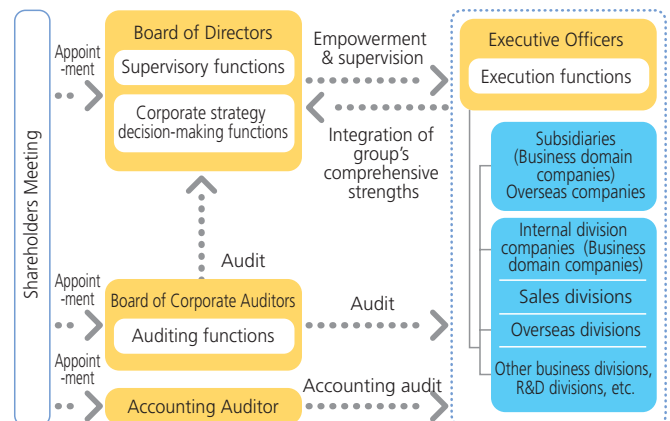 Shareholders Meeting
Appoint
-ment
Board of Directors
Supervisory functions
Corporate strategy
decision-making functions
Empowerment
& supervision
Integration of
group's
comprehensive
strengths
Executive Officers
Execution functions
Subsidiaries
(Business domain
companies)
Overseas companies
Internal division
companies (Business
domain companies)
Sales divisions
Overseas divisions
Other business divisions,
R&D divisions, etc.
Audit
Appoint
-ment
Board of Corporate Auditors
Auditing functions
Audit
Appoint
-ment
Accounting Auditor
Accounting audit